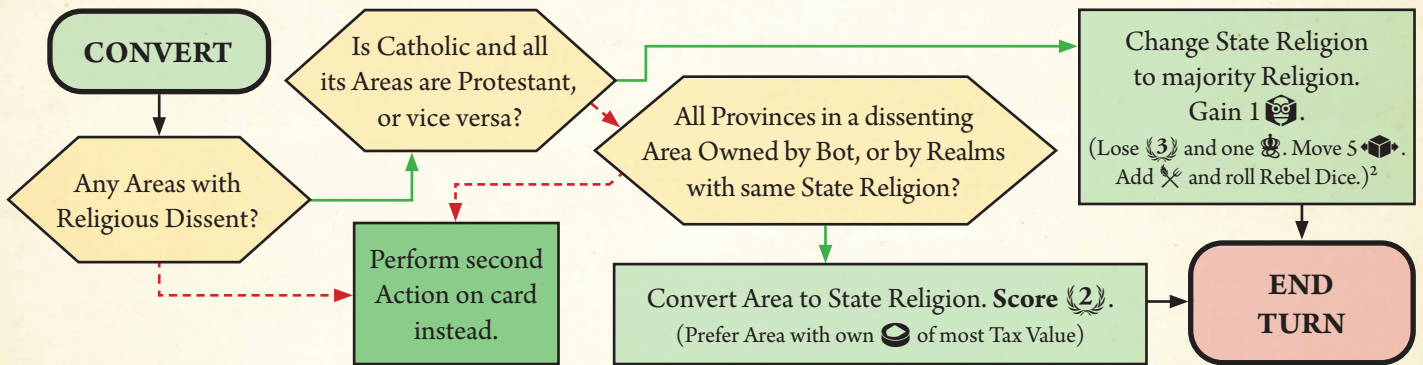 CONVERT
Any Areas with
Religious Dissent?
Is Catholic and all
its Areas are Protestant,
or vice versa?
Perform second
Action on card
instead.
All Provinces in a dissenting
Area Owned by Bot, or by Realms
with same State Religion?
Convert Area to State Religion. Score 2.
(Prefer Area with own of most Tax Value)
Change State Religion
to majority Religion.
Gain 1.
(Lose 3 and one. Move 5.
Add and roll Rebel Dice.)²
END
TURN